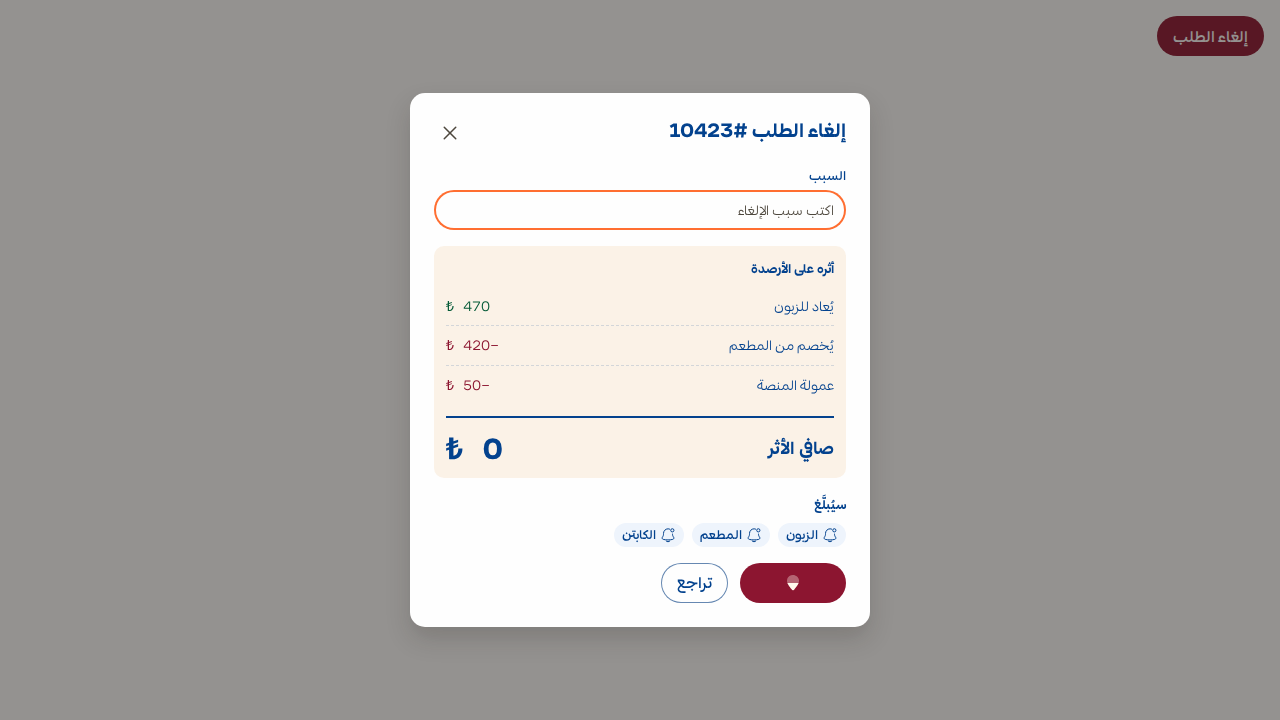 إلغاء الطلب
إلغاء الطلب #10423
السبب
اكتب سبب الإلغاء
أثره على الأرصدة
يُعاد للزبون 470 ₺
يُخصم من المطعم −420 ₺
عمولة المنصة −50 ₺
صافي الأثر 0 ₺
سيُبلَّغ
الزبون المطعم الكابتن
تراجع